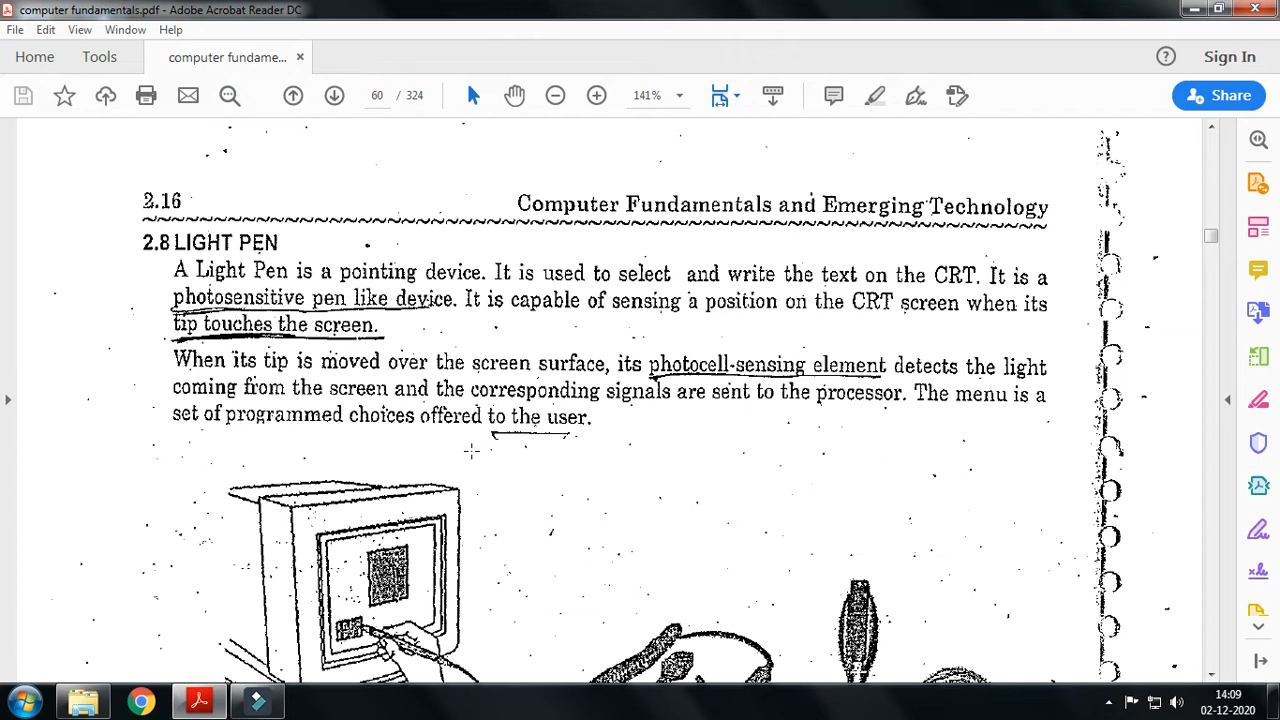 computer fundamentals.pdf - Adobe Acrobat Reader DC
File Edit View Window Help
Home Tools computer fundame... × Sign In
60 / 324 141% Share
2.16 Computer Fundamentals and Emerging Technology
2.8 LIGHT PEN
A Light Pen is a pointing device. It is used to select and write the text on the CRT. It is a
photosensitive pen like device. It is capable of sensing a position on the CRT screen when its
tip touches the screen.
When its tip is moved over the screen surface, its photocell-sensing element detects the light
coming from the screen and the corresponding signals are sent to the processor. The menu is a
set of programmed choices offered to the user.
14:09
02-12-2020